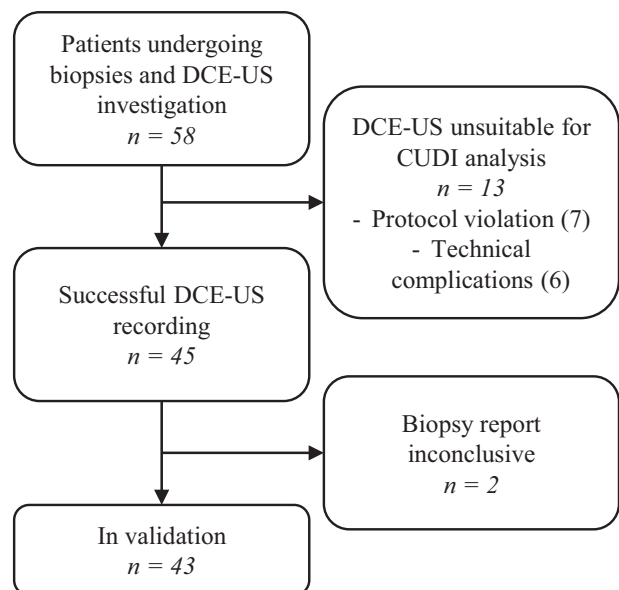 Patients undergoing
biopsies and DCE-US
investigation
n = 58
DCE-US unsuitable for
CUDI analysis
n = 13
- Protocol violation (7)
- Technical
complications (6)
Successful DCE-US
recording
n = 45
Biopsy report
inconclusive
n = 2
In validation
n = 43